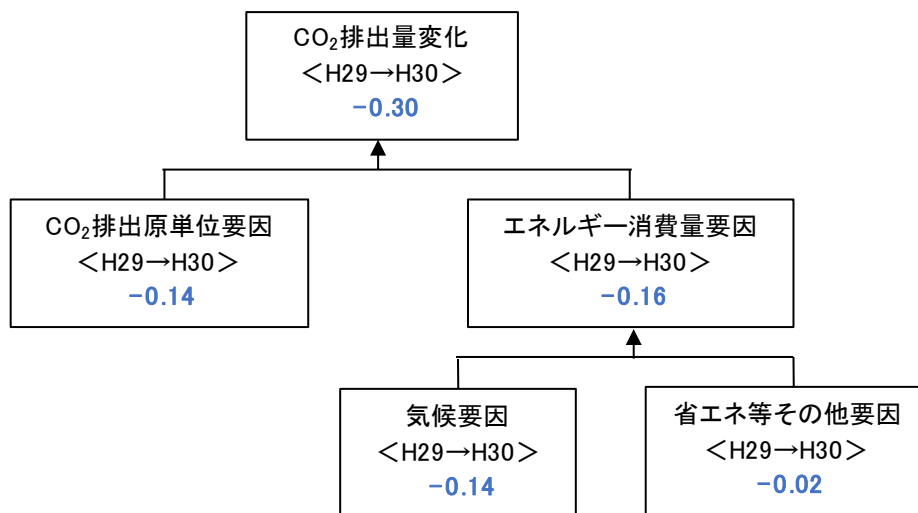 CO₂排出量変化
＜H29→H30＞
−0.30
CO₂排出原単位要因
＜H29→H30＞
−0.14
エネルギー消費量要因
＜H29→H30＞
−0.16
気候要因
＜H29→H30＞
−0.14
省エネ等その他要因
＜H29→H30＞
−0.02